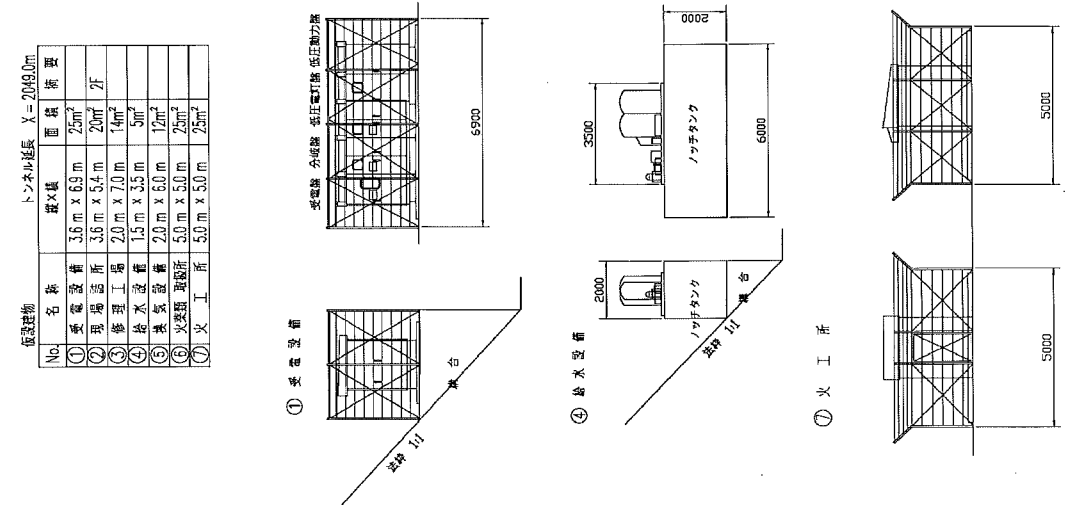 仮設建物　トンネル延長 X = 2049.0m
No. 名称 縦×横 面積 摘要
① 受電設備 3.6 m × 6.9 m 25m²
② 現場詰所 3.6 m × 5.4 m 20m² 2F
③ 修理工場 2.0 m × 7.0 m 14m²
④ 給水設備 1.5 m × 3.5 m 5m²
⑤ 換気設備 2.0 m × 6.0 m 12m²
⑥ 火薬類取扱所 5.0 m × 5.0 m 25m²
⑦ 火工所 5.0 m × 5.0 m 25m²
① 受電設備
法枠 1:1
構台
受電盤 分岐盤 低圧電灯盤 低圧動力盤
6900
④ 給水設備
法枠 1:1
構台
2000
ノッチタンク
3500
ノッチタンク
6000
2000
⑦ 火工所
5000
5000